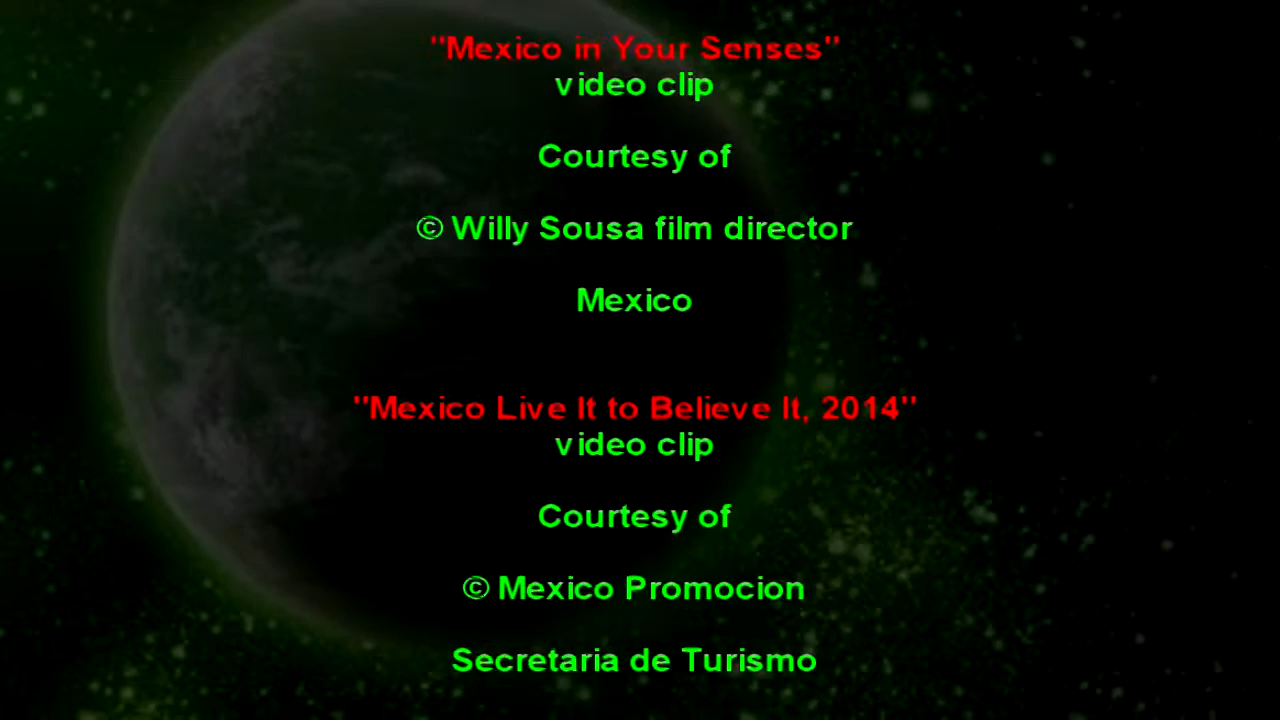 "Mexico in Your Senses"
video clip
Courtesy of
© Willy Sousa film director
Mexico
"Mexico Live It to Believe It, 2014"
video clip
Courtesy of
© Mexico Promocion
Secretaria de Turismo